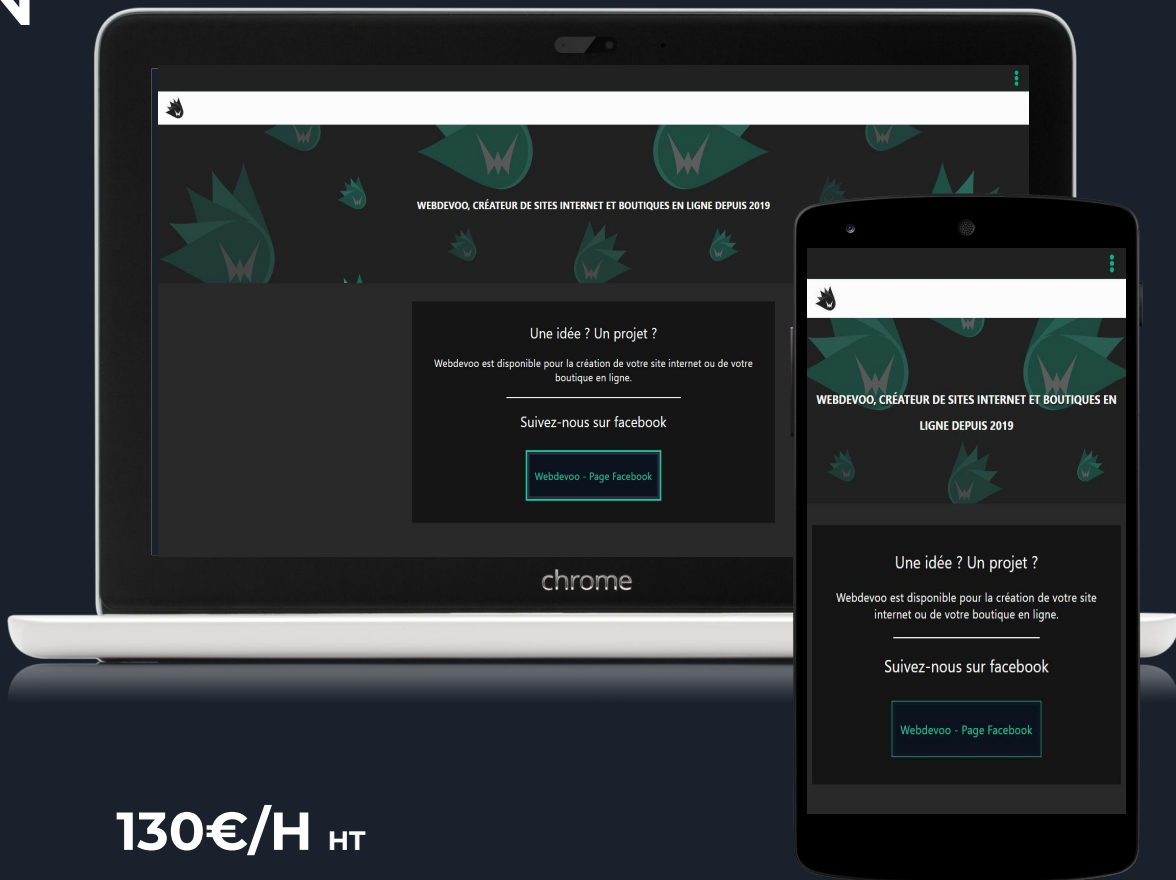 N
WEBDEVOO, CRÉATEUR DE SITES INTERNET ET BOUTIQUES EN LIGNE DEPUIS 2019
Une idée ? Un projet ?
Webdevoo est disponible pour la création de votre site internet ou de votre
boutique en ligne.
Suivez-nous sur facebook
Webdevoo - Page Facebook
chrome
WEBDEVOO, CRÉATEUR DE SITES INTERNET ET BOUTIQUES EN
LIGNE DEPUIS 2019
Une idée ? Un projet ?
Webdevoo est disponible pour la création de votre site
internet ou de votre boutique en ligne.
Suivez-nous sur facebook
Webdevoo - Page Facebook
130€/H HT